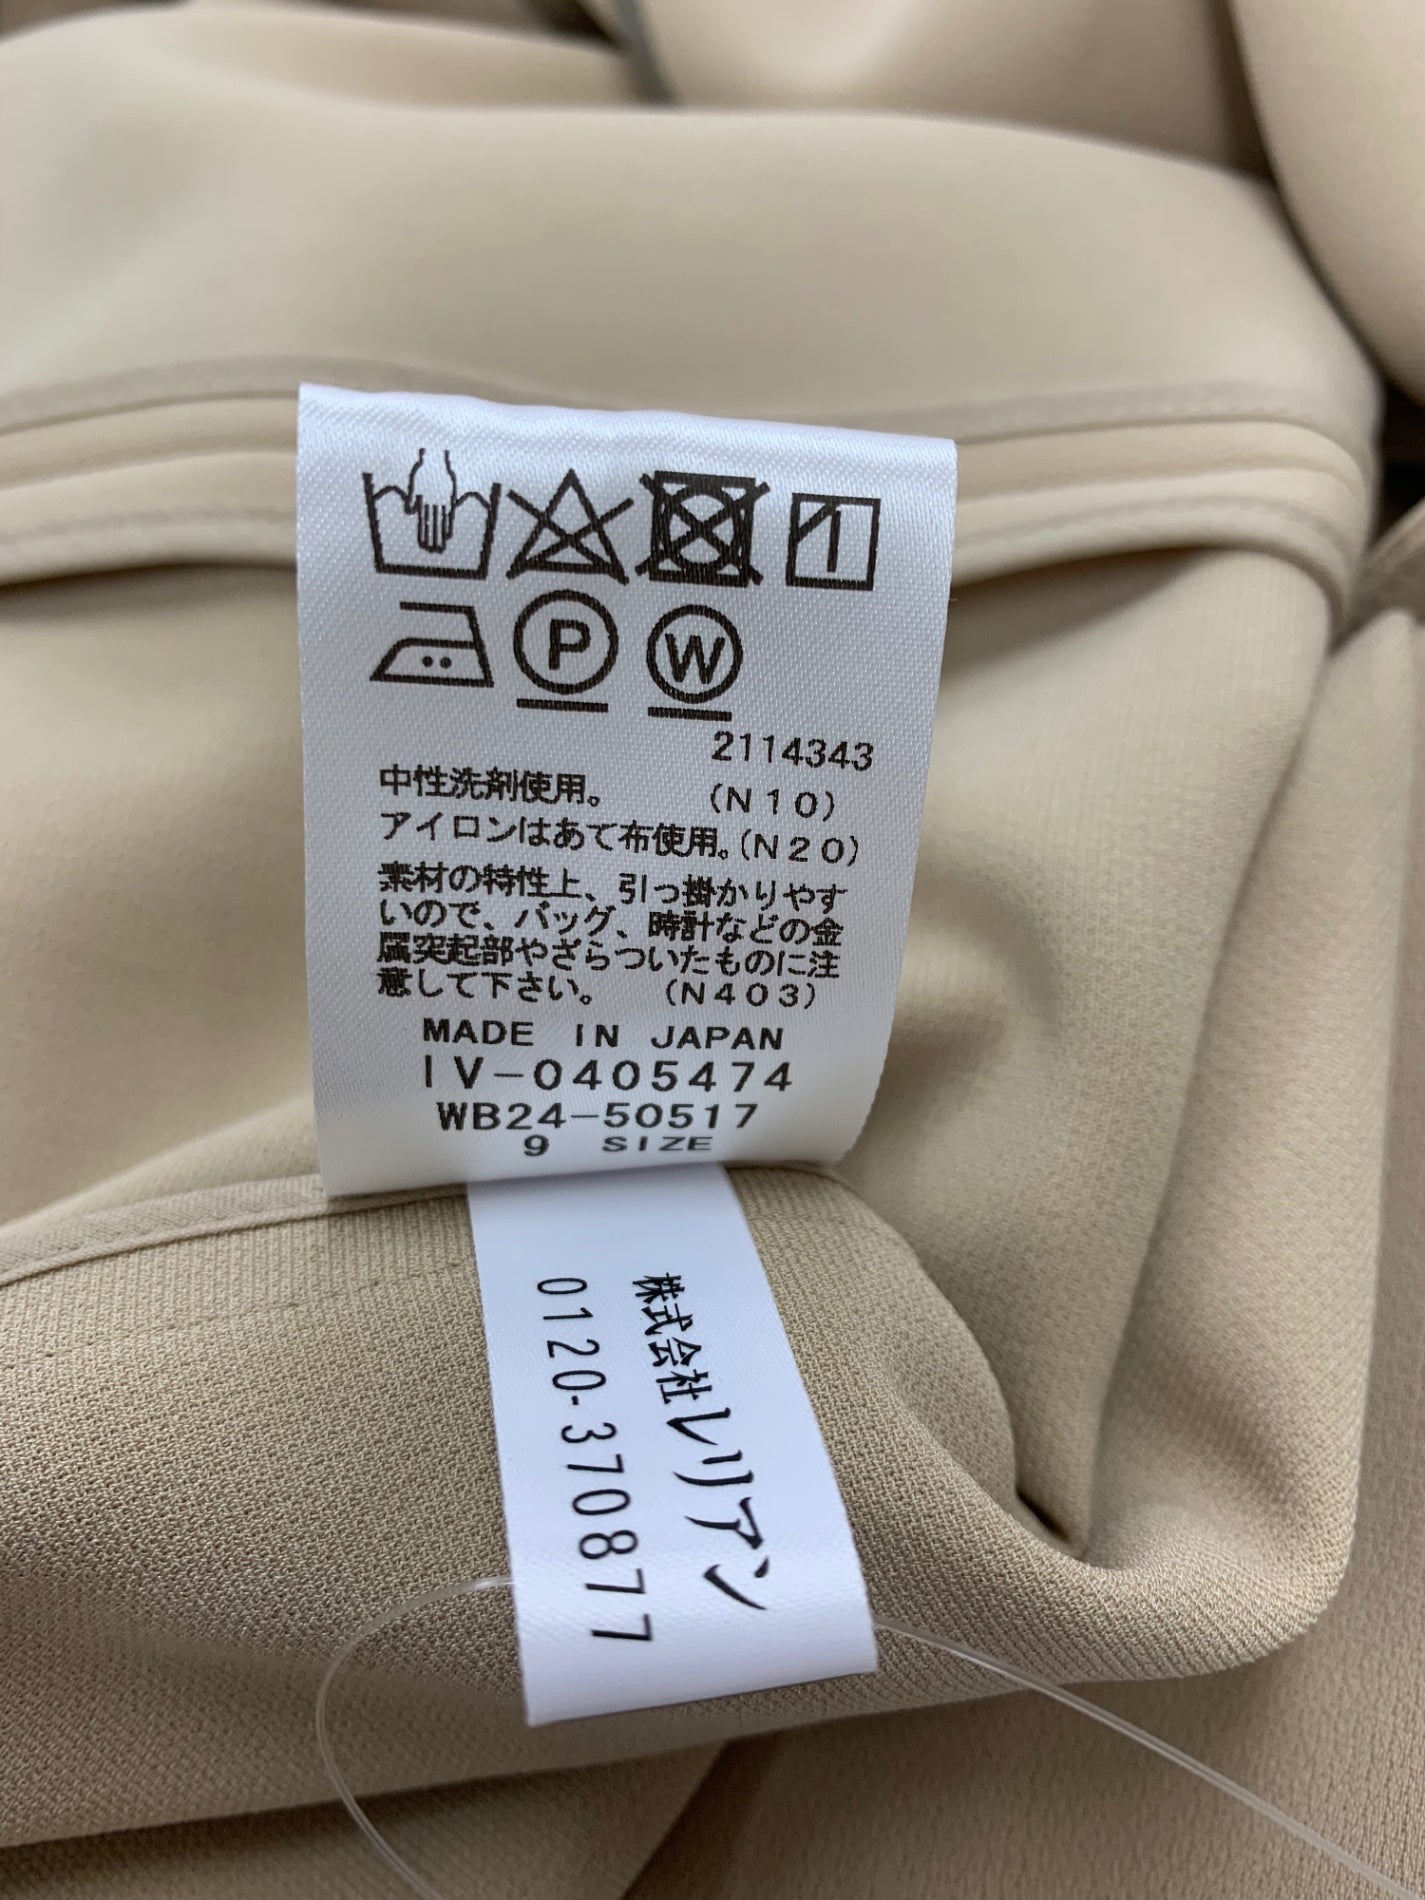 P W
2114343
中性洗剤使用。 (N10)
アイロンはあて布使用。(N20)
素材の特性上、引っ掛かりやす
いので、バッグ、時計などの金
属突起部やざらついたものに注
意して下さい。 (N403)
MADE IN JAPAN
IV-0405474
WB24-50517
9 SIZE
株式会社レリアン
0120-370877